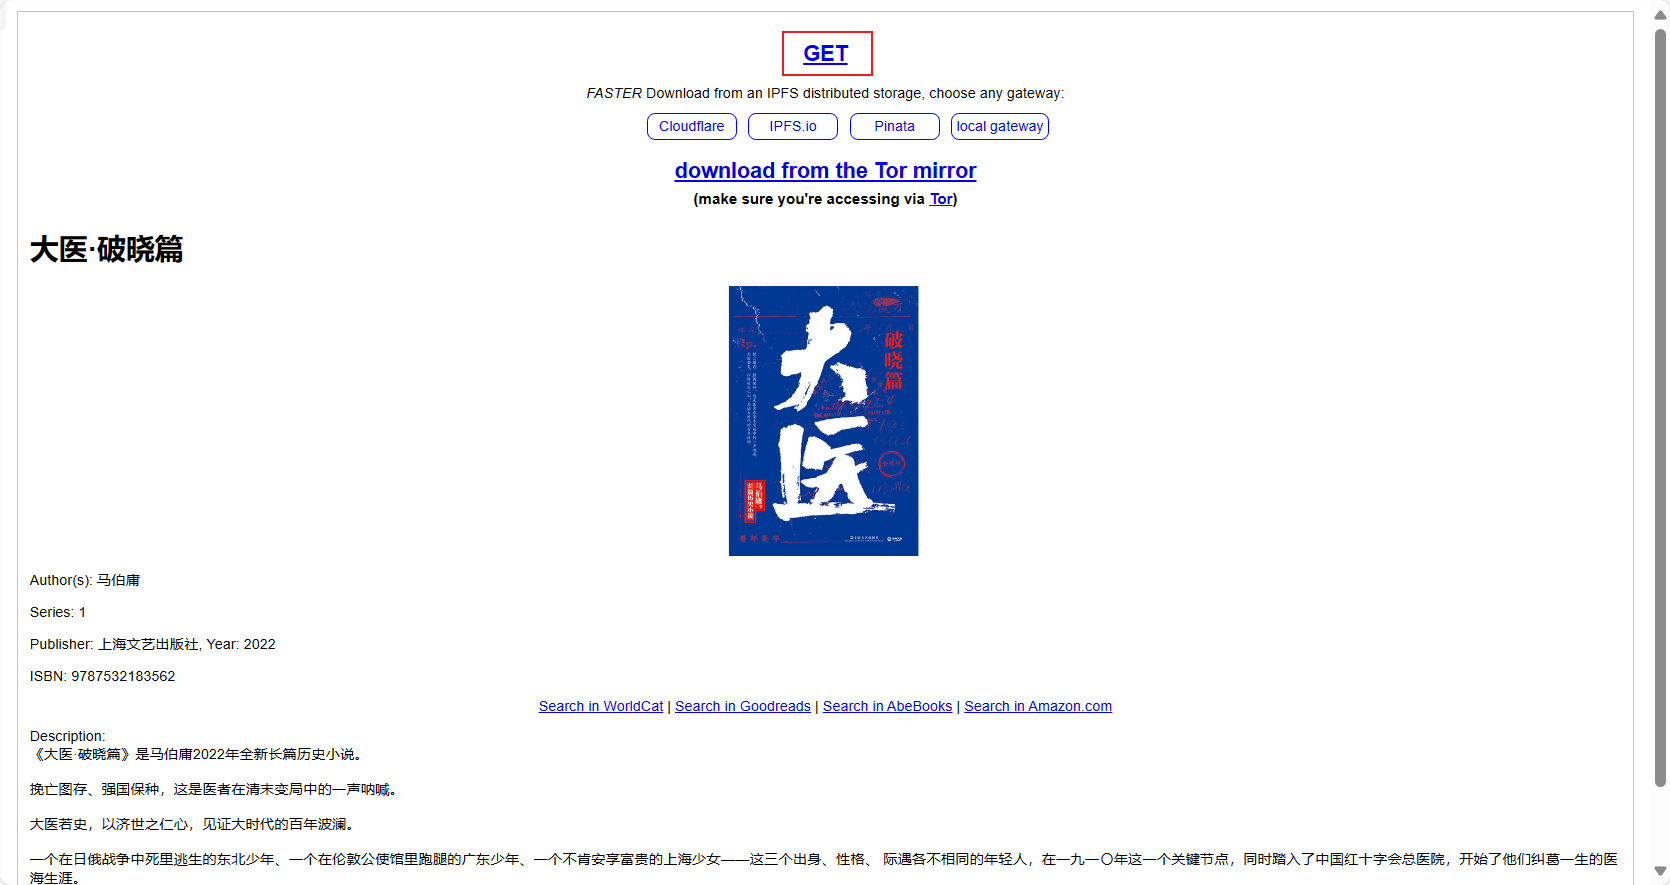 GET
FASTER Download from an IPFS distributed storage, choose any gateway:
Cloudflare IPFS.io Pinata local gateway
download from the Tor mirror
(make sure you're accessing via Tor)
大医·破晓篇
大医
破晓篇
马伯庸
长篇历史小说
Author(s): 马伯庸
Series: 1
Publisher: 上海文艺出版社, Year: 2022
ISBN: 9787532183562
Search in WorldCat | Search in Goodreads | Search in AbeBooks | Search in Amazon.com
Description:
《大医·破晓篇》是马伯庸2022年全新长篇历史小说。
挽亡图存、强国保种，这是医者在清末变局中的一声呐喊。
大医若史，以济世之仁心，见证大时代的百年波澜。
一个在日俄战争中死里逃生的东北少年、一个在伦敦公使馆里跑腿的广东少年、一个不肯安享富贵的上海少女——这三个出身、性格、 际遇各不相同的年轻人，在一九一〇年这一个关键节点，同时踏入了中国红十字会总医院，开始了他们纠葛一生的医
海生涯。